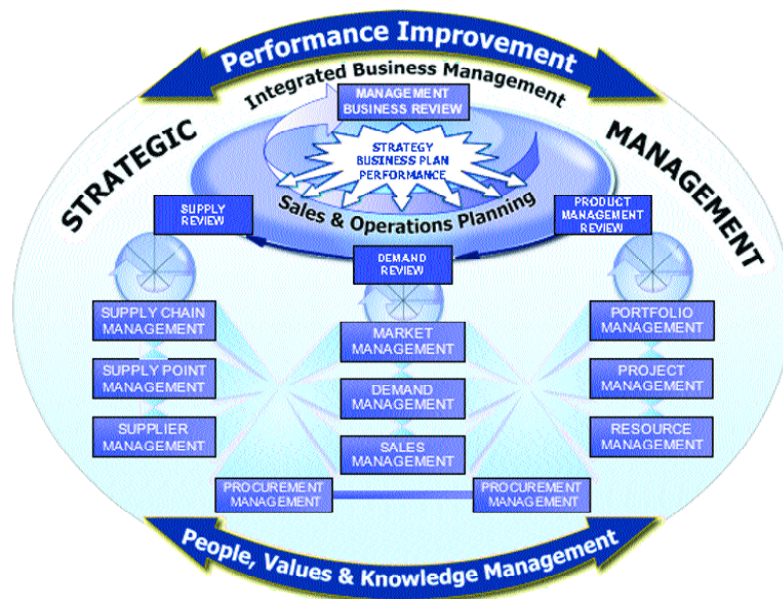 Performance Improvement
Integrated Business Management
MANAGEMENT
BUSINESS REVIEW
STRATEGIC
MANAGEMENT
STRATEGY
BUSINESS PLAN
PERFORMANCE
Sales & Operations Planning
SUPPLY
REVIEW
PRODUCT
MANAGEMENT
REVIEW
DEMAND
REVIEW
SUPPLY CHAIN
MANAGEMENT
MARKET
MANAGEMENT
PORTFOLIO
MANAGEMENT
SUPPLY POINT
MANAGEMENT
DEMAND
MANAGEMENT
PROJECT
MANAGEMENT
SUPPLIER
MANAGEMENT
SALES
MANAGEMENT
RESOURCE
MANAGEMENT
PROCUREMENT
MANAGEMENT
PROCUREMENT
MANAGEMENT
People, Values & Knowledge Management